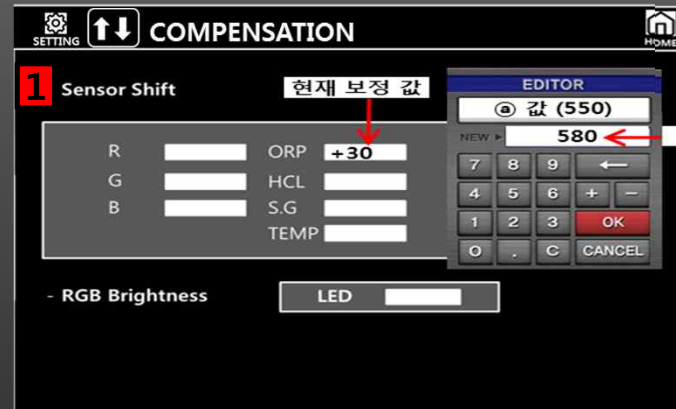 SETTING
COMPENSATION
HOME
1
Sensor Shift
현재 보정 값
R
G
B
ORP +30
HCL
S.G
TEMP
EDITOR
ⓐ 값 (550)
NEW ▶ 580
7 8 9 ←
4 5 6 + -
1 2 3 OK
0 . C CANCEL
- RGB Brightness
LED